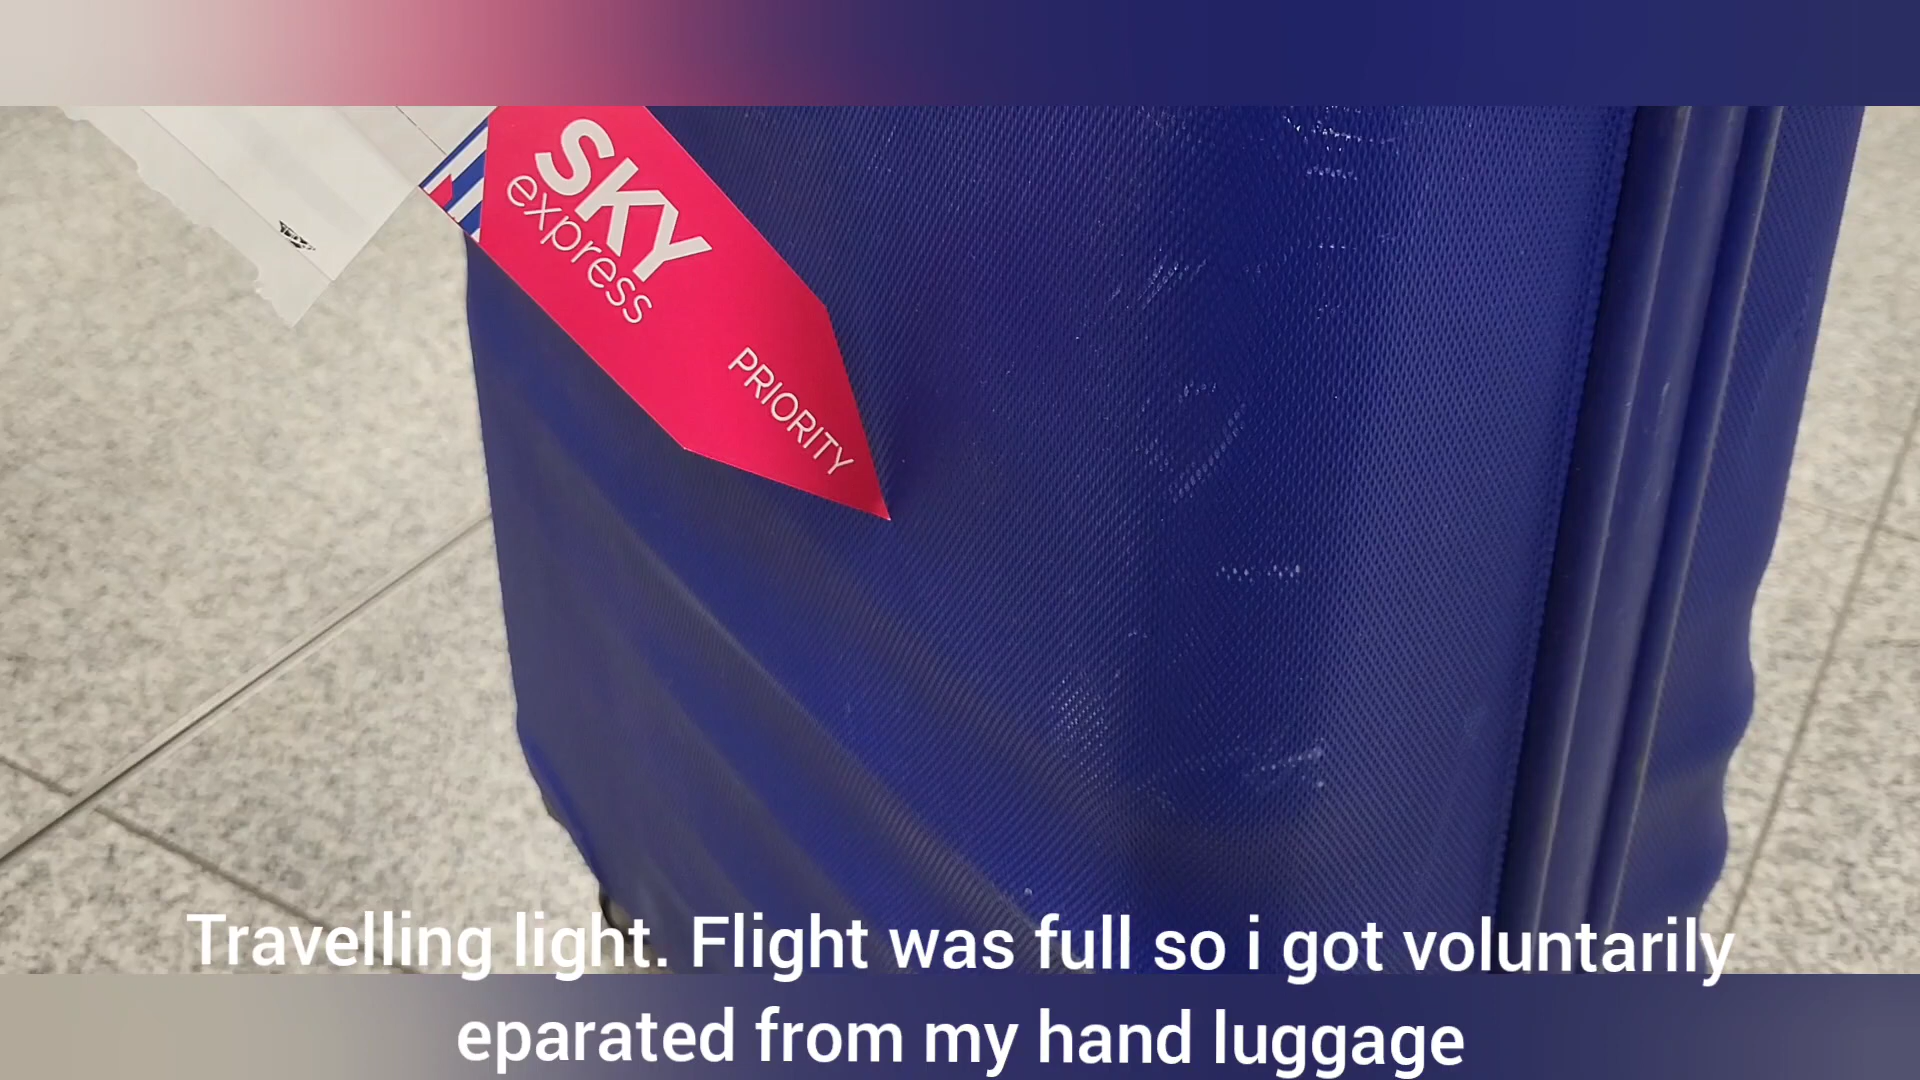 SKY
express
PRIORITY
Travelling light. Flight was full so i got voluntarily
eparated from my hand luggage